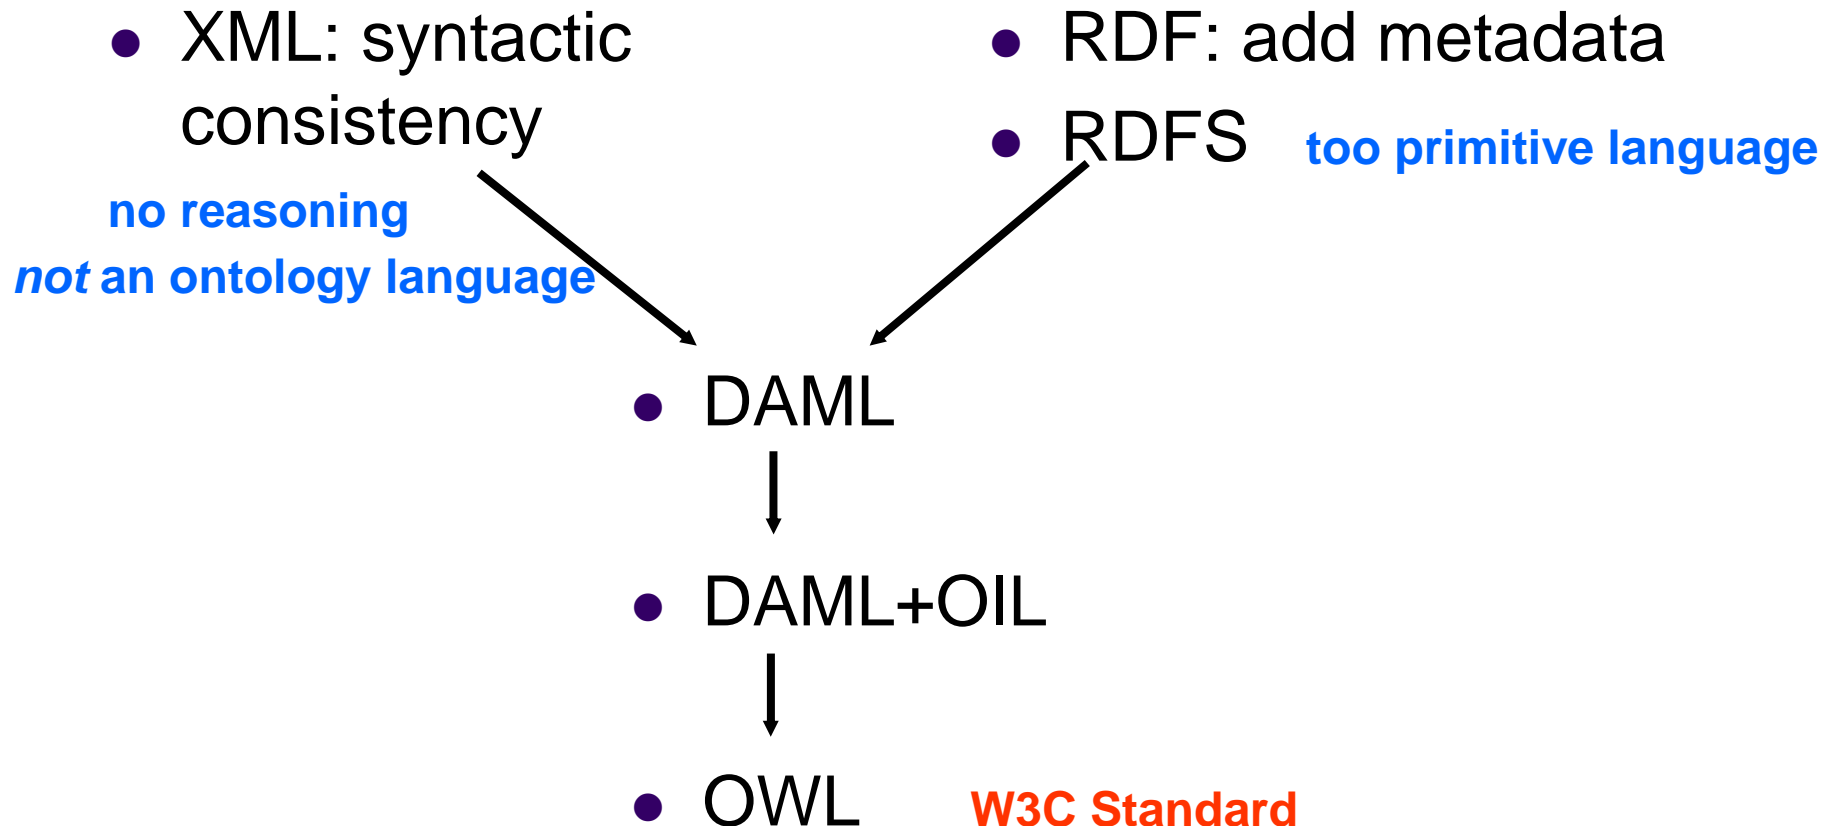 • XML: syntactic
consistency
no reasoning
not an ontology language
• RDF: add metadata
• RDFS too primitive language
• DAML
• DAML+OIL
• OWL W3C Standard